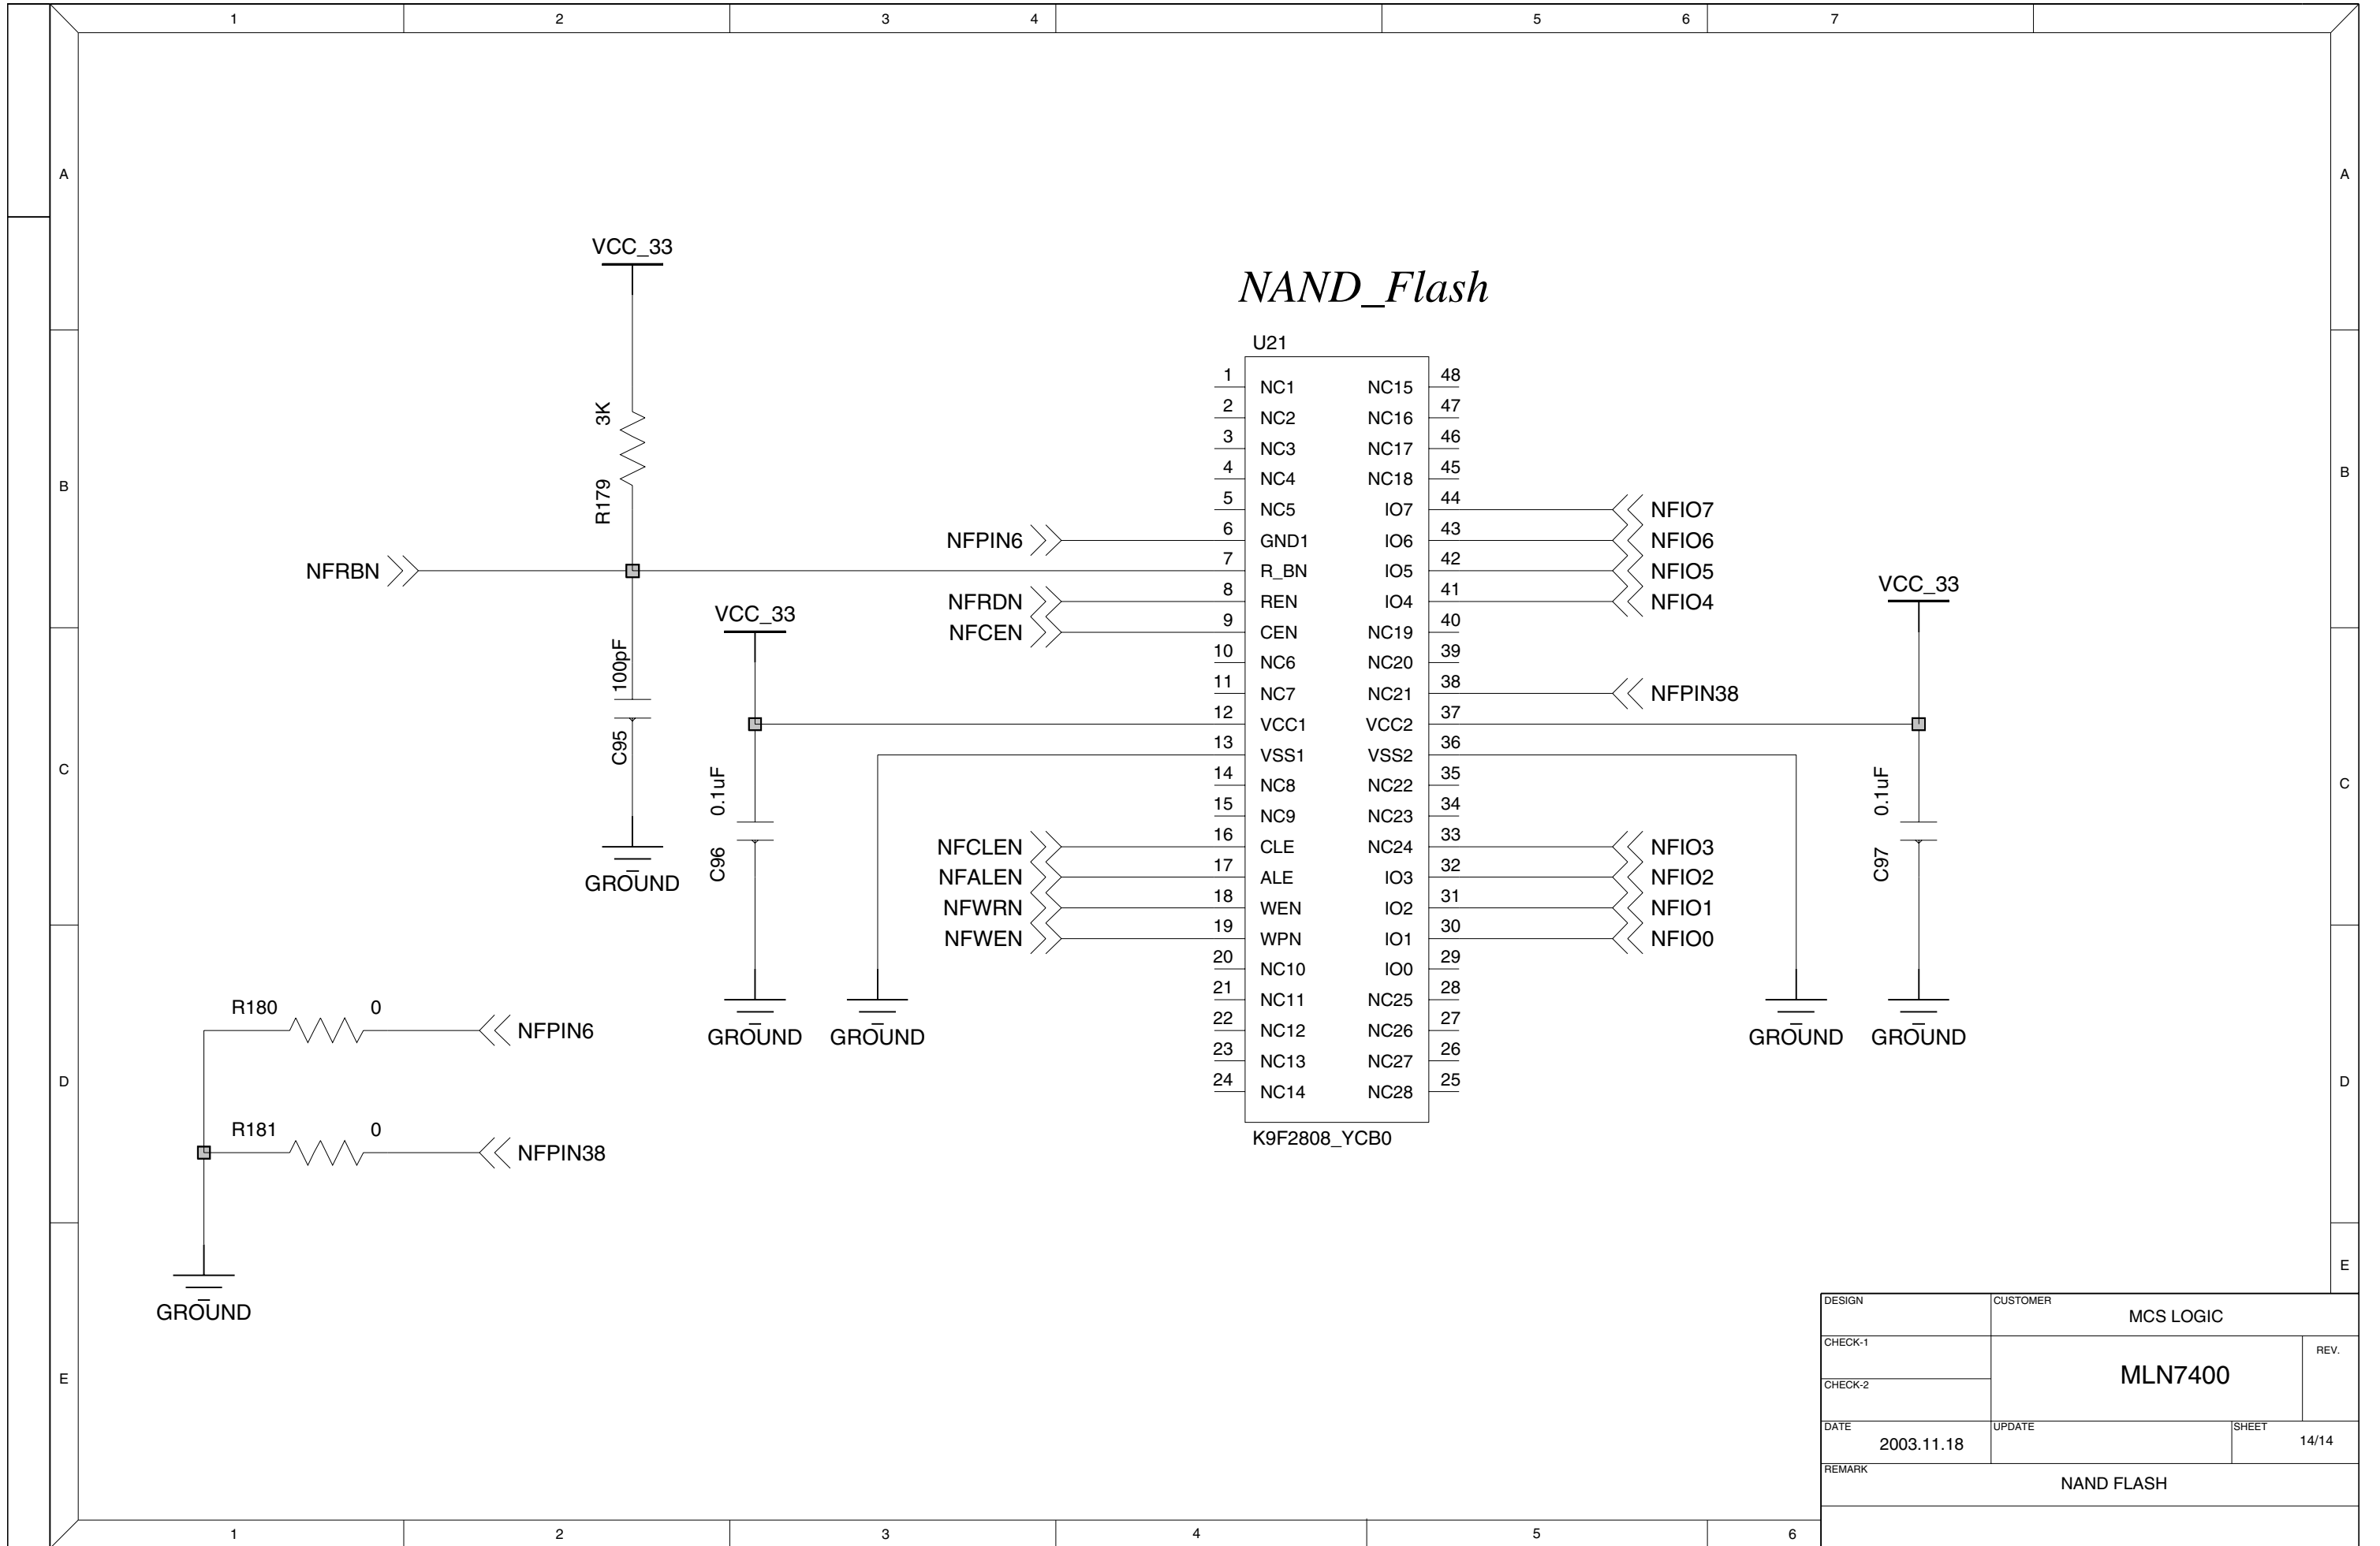 1 2 3 4 5 6 7
A A
VCC_33
NAND_Flash
U21
1 NC1 NC15 48
2 NC2 NC16 47
3K
3 NC3 NC17 46
4 NC4 NC18 45
B B
R179
5 NC5 IO7 44 NFIO7
NFPIN6 6 GND1 IO6 43 NFIO6
NFRBN 7 R_BN IO5 42 NFIO5
VCC_33
NFRDN 8 REN IO4 41 NFIO4
VCC_33
NFCEN 9 CEN NC19 40
100pF
10 NC6 NC20 39
11 NC7 NC21 38 NFPIN38
12 VCC1 VCC2 37
C95
13 VSS1 VSS2 36
C C
0.1uF 0.1uF
14 NC8 NC22 35
15 NC9 NC23 34
NFCLEN 16 CLE NC24 33 NFIO3
C96 C97
GROUND
NFALEN 17 ALE IO3 32 NFIO2
NFWRN 18 WEN IO2 31 NFIO1
NFWEN 19 WPN IO1 30 NFIO0
20 NC10 IO0 29
21 NC11 NC25 28
R180 0
NFPIN6
22 NC12 NC26 27
GROUND GROUND GROUND GROUND
23 NC13 NC27 26
D D
24 NC14 NC28 25
R181 0
NFPIN38
K9F2808_YCB0
E
GROUND
DESIGN CUSTOMER
MCS LOGIC
CHECK-1
MLN7400
REV.
E
CHECK-2
DATE UPDATE SHEET
2003.11.18 14/14
REMARK
NAND FLASH
1 2 3 4 5 6